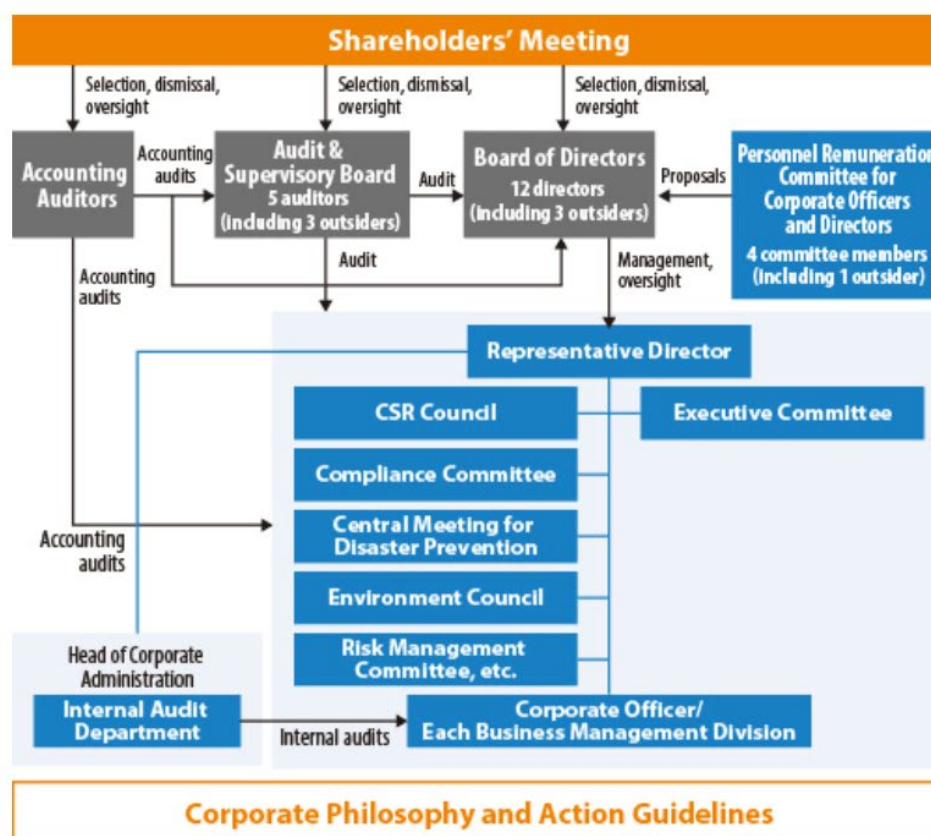 Shareholders’ Meeting
Selection, dismissal,
oversight
Selection, dismissal,
oversight
Selection, dismissal,
oversight
Accounting
Auditors
Accounting
audits
Audit &
Supervisory Board
5 auditors
(including 3 outsiders)
Audit
Board of Directors
12 directors
(including 3 outsiders)
Proposals
Personnel Remuneration
Committee for
Corporate Officers
and Directors
4 committee members
(including 1 outsider)
Accounting
audits
Audit
Management,
oversight
Representative Director
CSR Council
Executive Committee
Compliance Committee
Central Meeting for
Disaster Prevention
Accounting
audits
Environment Council
Risk Management
Committee, etc.
Head of Corporate
Administration
Internal Audit
Department
Internal audits
Corporate Officer/
Each Business Management Division
Corporate Philosophy and Action Guidelines